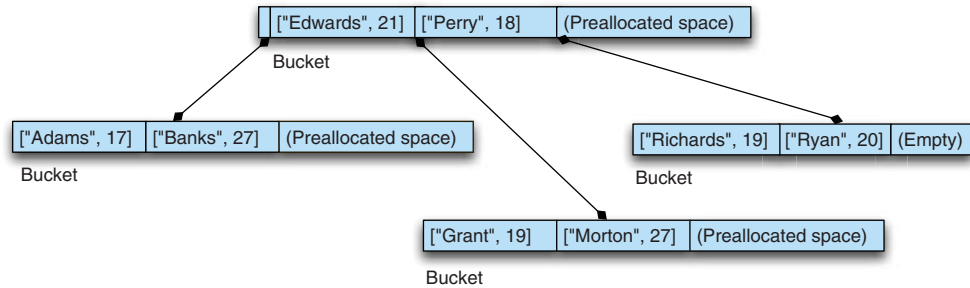 ["Edwards", 21] ["Perry", 18] (Preallocated space)
Bucket
["Adams", 17] ["Banks", 27] (Preallocated space)
Bucket
["Richards", 19] ["Ryan", 20] (Empty)
Bucket
["Grant", 19] ["Morton", 27] (Preallocated space)
Bucket